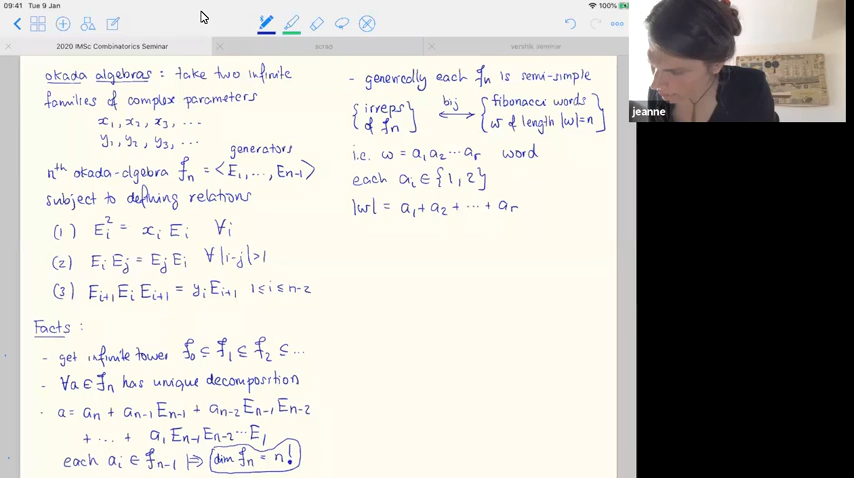 09:41 Tue 9 Jan
100%
2020 IMSc Combinatorics Seminar
scrap
vershik seminar
okada algebras : take two infinite
families of complex parameters
x₁, x₂, x₃, ...
y₁, y₂, y₃, ...
generators
nᵗʰ okada-algebra fₙ = <E₁, ..., Eₙ₋₁>
subject to defining relations
(1) Eᵢ² = xᵢ Eᵢ ∀i
(2) Eᵢ Eⱼ = Eⱼ Eᵢ ∀ |i-j|>1
(3) Eᵢ₊₁ Eᵢ Eᵢ₊₁ = yᵢ Eᵢ₊₁ 1≤i≤n-2
Facts :
- get infinite tower f₀ ⊆ f₁ ⊆ f₂ ⊆ ...
- ∀a∈fₙ has unique decomposition
. a = aₙ + aₙ₋₁ Eₙ₋₁ + aₙ₋₂ Eₙ₋₁ Eₙ₋₂
+ ... + a₁ Eₙ₋₁ Eₙ₋₂ ... E₁
each aᵢ ∈ fₙ₋₁ ⇒ dim fₙ = n!
- generically each fₙ is semi-simple
{irreps of fₙ} bij ↔ {fibonacci words
w of length |w|=n}
i.e. w = a₁ a₂ ... aᵣ word
each aᵢ ∈ {1, 2}
|w| = a₁ + a₂ + ... + aᵣ
jeanne